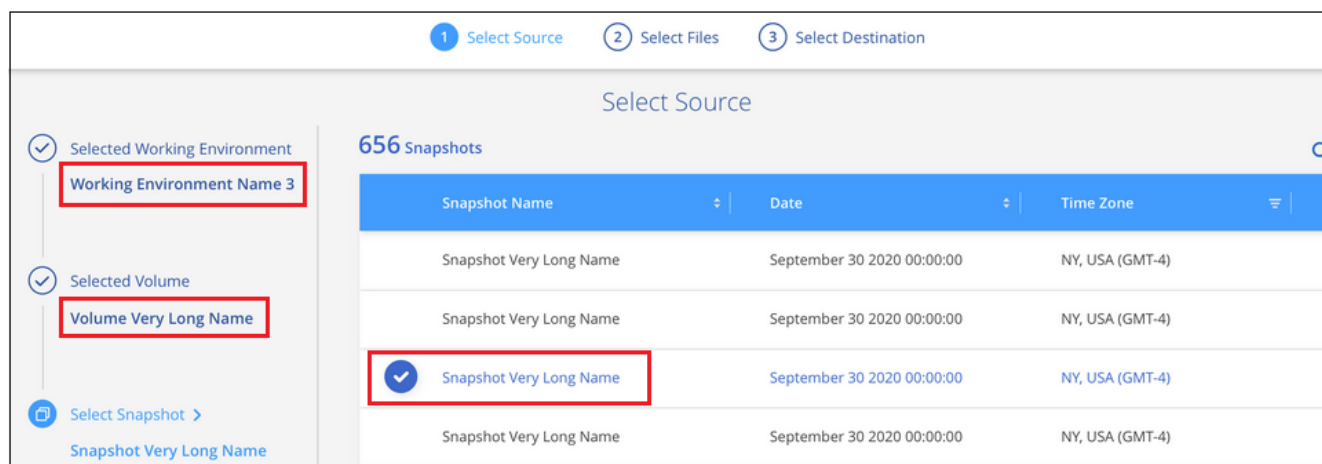 1 Select Source 2 Select Files 3 Select Destination
Select Source
Selected Working Environment
Working Environment Name 3
Selected Volume
Volume Very Long Name
Select Snapshot >
Snapshot Very Long Name
656 Snapshots
Snapshot Name Date Time Zone
Snapshot Very Long Name September 30 2020 00:00:00 NY, USA (GMT-4)
Snapshot Very Long Name September 30 2020 00:00:00 NY, USA (GMT-4)
Snapshot Very Long Name September 30 2020 00:00:00 NY, USA (GMT-4)
Snapshot Very Long Name September 30 2020 00:00:00 NY, USA (GMT-4)